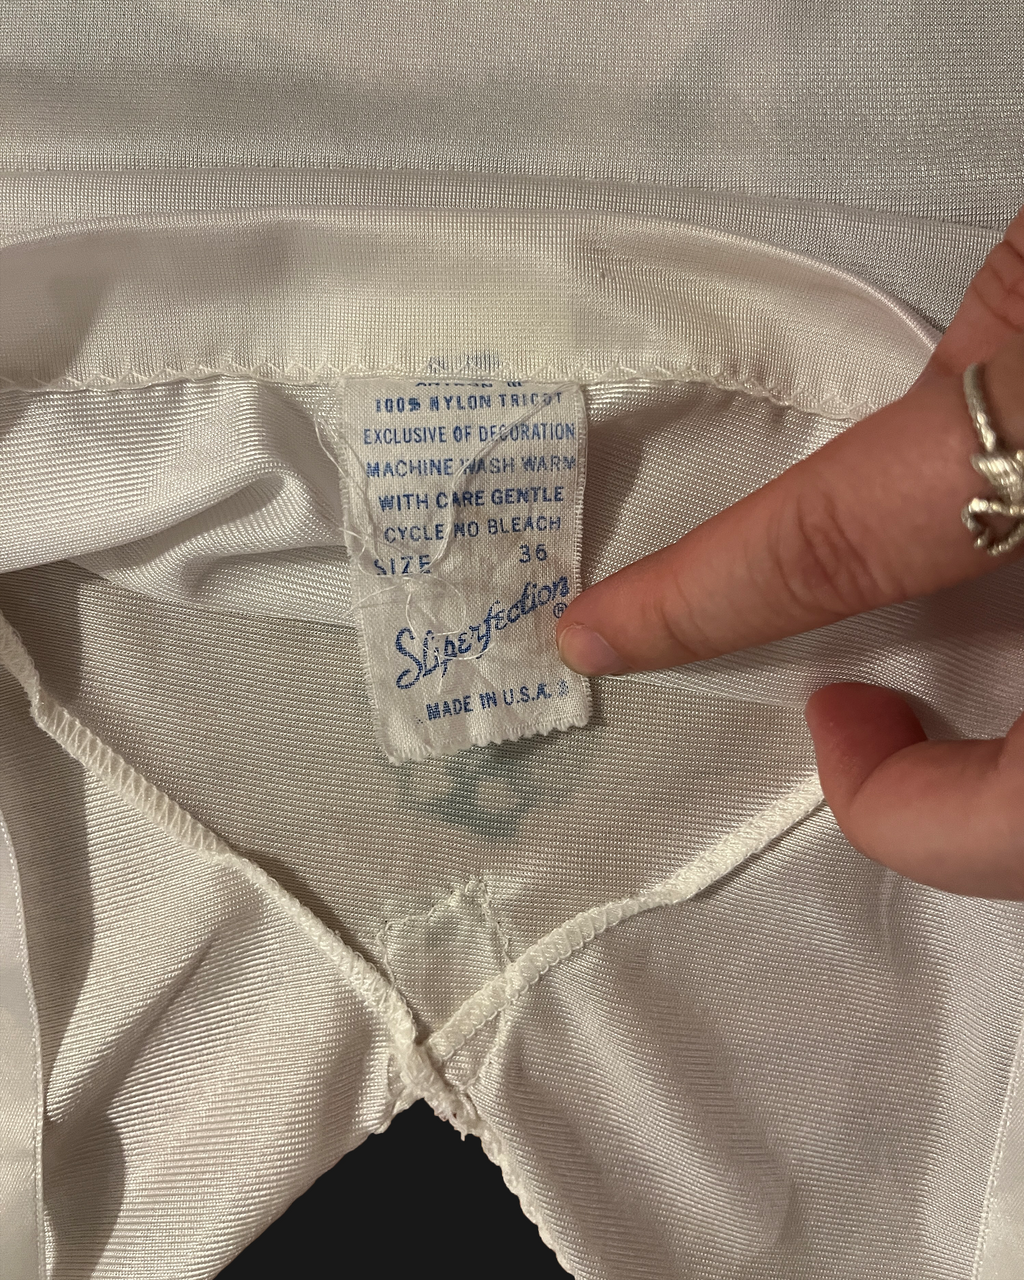 100% NYLON TRICOT
EXCLUSIVE OF DECORATION
MACHINE WASH WARM
WITH CARE GENTLE
CYCLE NO BLEACH
SIZE 36
Sliperfection
®
MADE IN U.S.A.